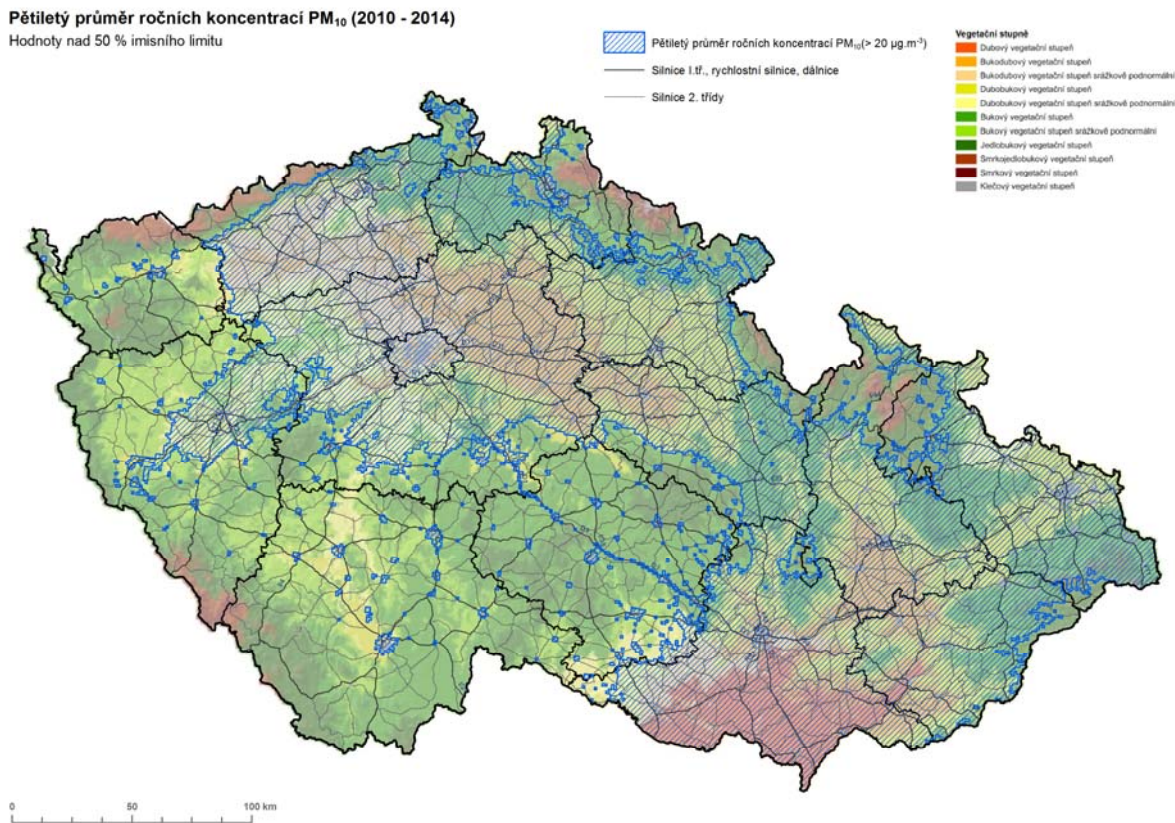 Pětiletý průměr ročních koncentrací PM₁₀ (2010 - 2014)
Hodnoty nad 50 % imisního limitu
Pětiletý průměr ročních koncentrací PM₁₀(> 20 µg.m⁻³)
Silnice I.tř., rychlostní silnice, dálnice
Silnice 2. třídy
Vegetační stupně
Dubový vegetační stupeň
Bukodubový vegetační stupeň
Bukodubový vegetační stupeň srážkově podnormální
Dubobukový vegetační stupeň
Dubobukový vegetační stupeň srážkově podnormální
Bukový vegetační stupeň
Bukový vegetační stupeň srážkově podnormální
Jedlobukový vegetační stupeň
Smrkojedlobukový vegetační stupeň
Smrkový vegetační stupeň
Klečový vegetační stupeň
0 50 100 km